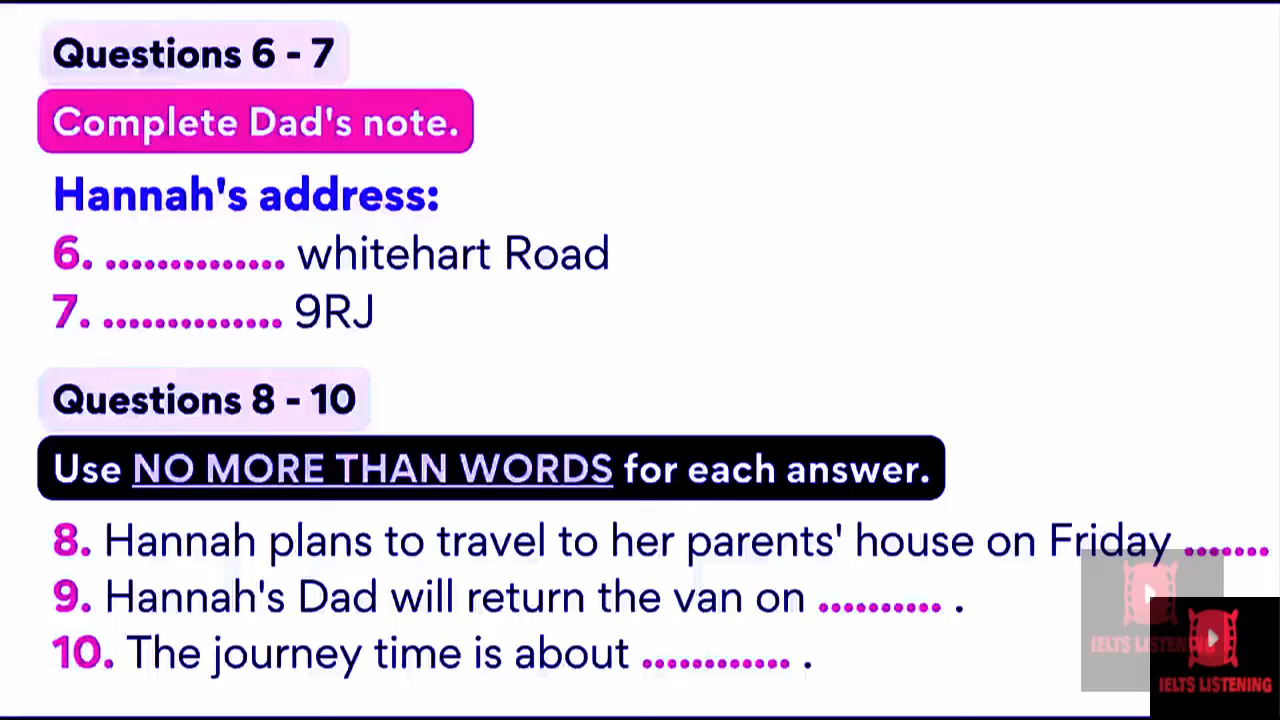 Questions 6 - 7
Complete Dad's note.
Hannah's address:
6. .............. whitehart Road
7. .............. 9RJ
Questions 8 - 10
Use NO MORE THAN WORDS for each answer.
8. Hannah plans to travel to her parents' house on Friday .......
9. Hannah's Dad will return the van on .......... .
10. The journey time is about ............ .
IELTS LISTENING
IELTS LISTENING